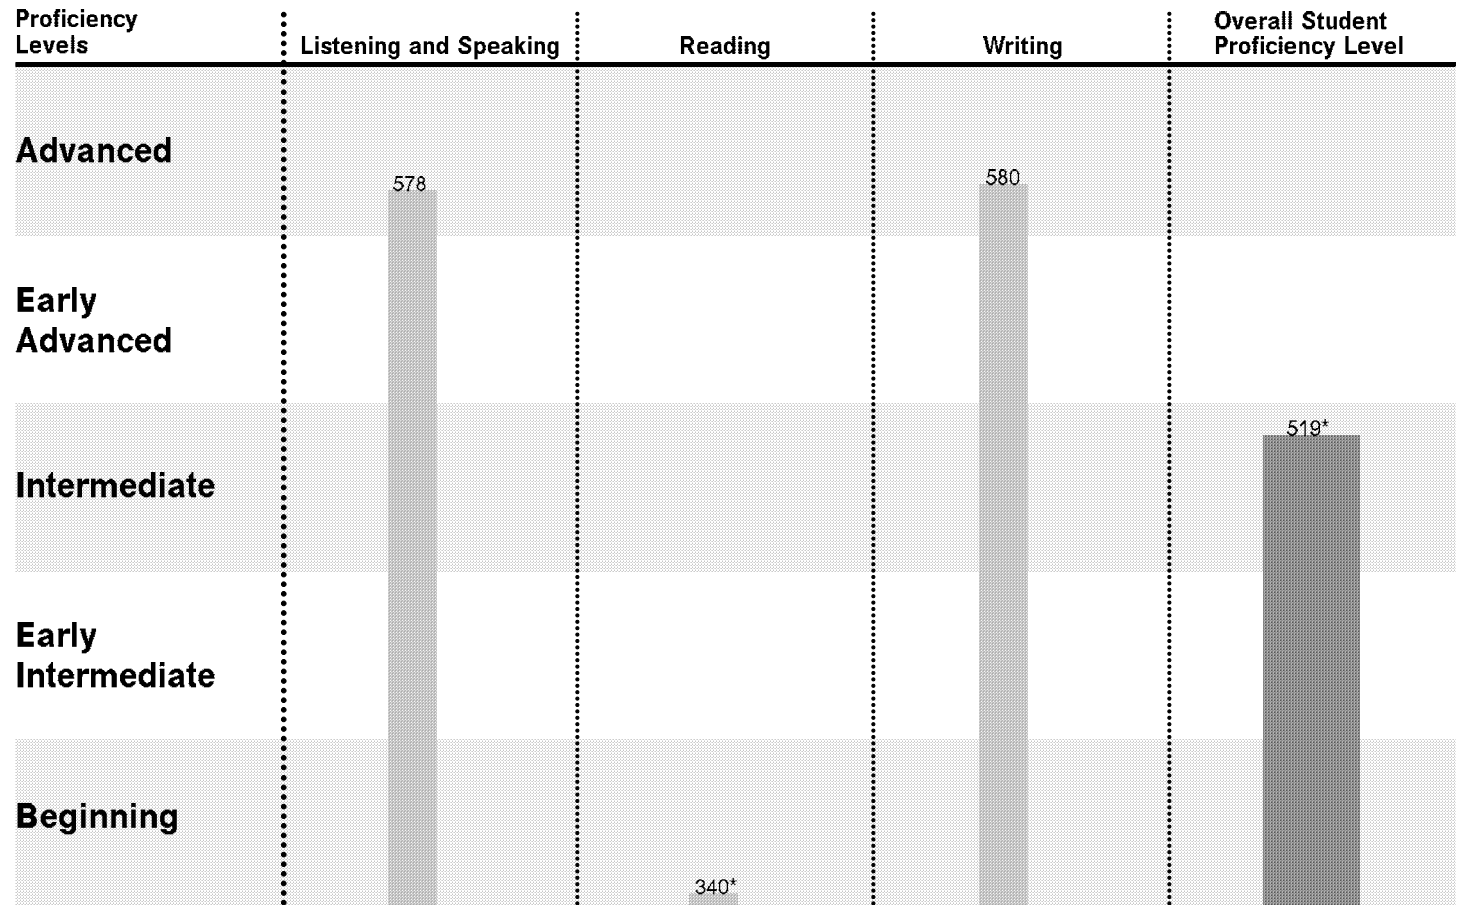 Proficiency
Levels
Listening and Speaking
Reading
Writing
Overall Student
Proficiency Level
Advanced
578
580
Early
Advanced
519*
Intermediate
Early
Intermediate
Beginning
340*